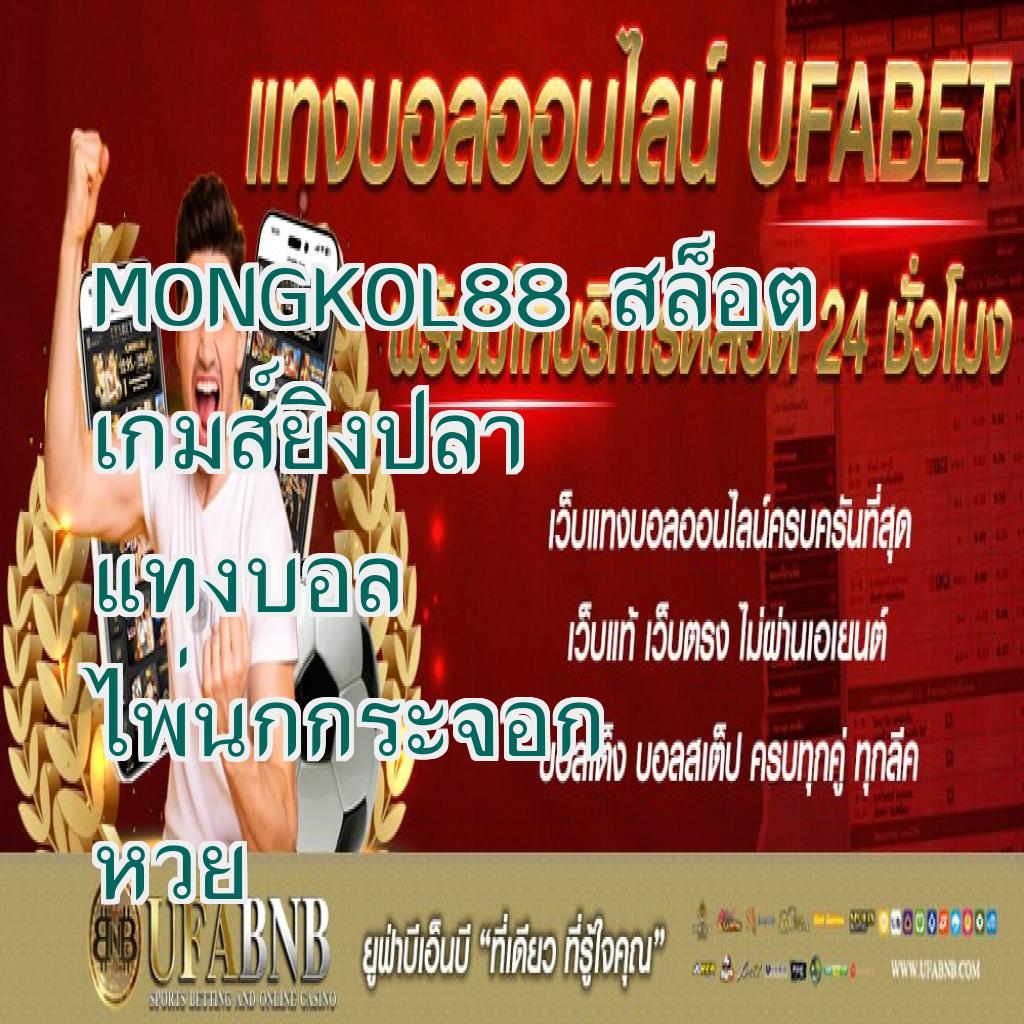 แทงบอลออนไลน์ UFABET
พร้อมให้บริการตลอด 24 ชั่วโมง
MONGKOL88 สล็อต
เกมส์ยิงปลา
แทงบอล
ไพ่นกกระจอก
หวย
เว็บแทงบอลออนไลน์ครบครันที่สุด
เว็บแท้ เว็บตรง ไม่ผ่านเอเยนต์
บอลเต็ง บอลสเต็ป ครบทุกคู่ ทุกลีค
UFABNB
SPORTS BETTING AND ONLINE CASINO
ยูฟ่าบีเอ็นบี “ที่เดียว ที่รู้ใจคุณ”
WWW.UFABNB.COM